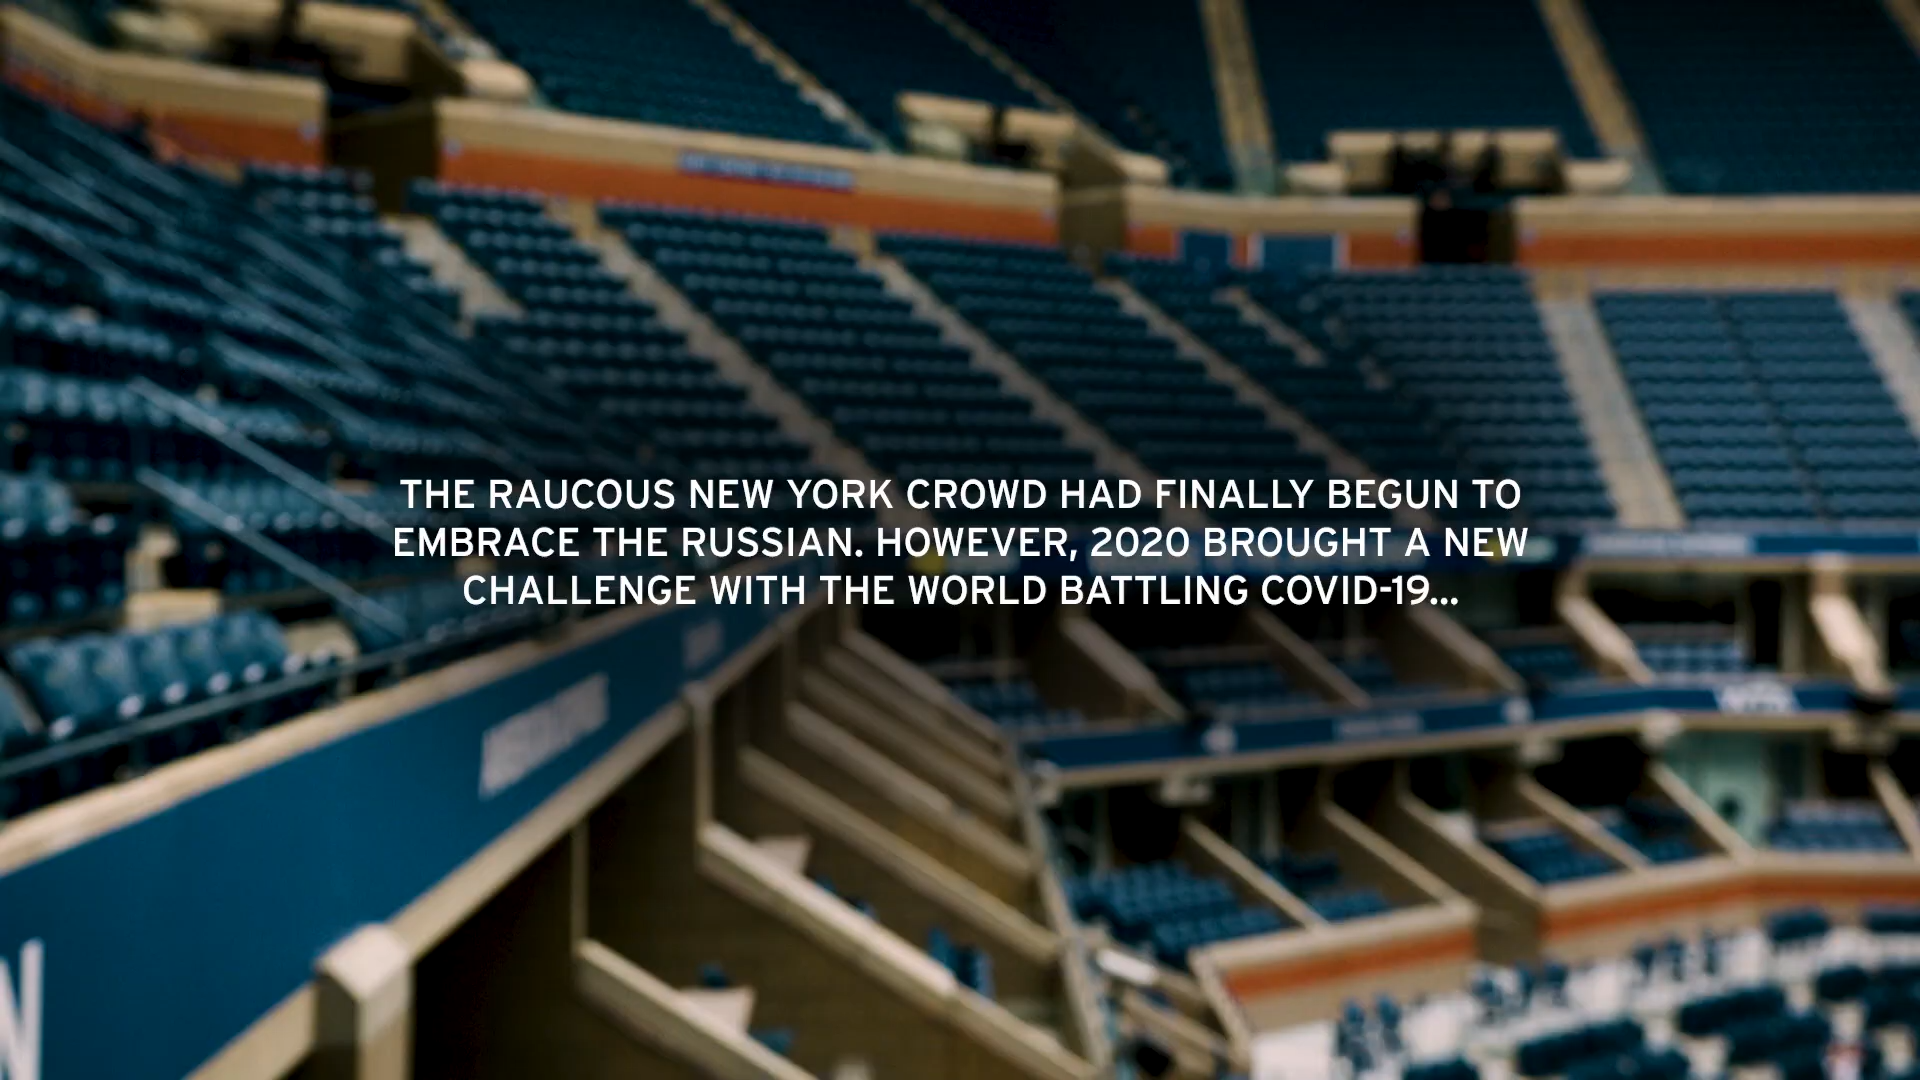 THE RAUCOUS NEW YORK CROWD HAD FINALLY BEGUN TO
EMBRACE THE RUSSIAN. HOWEVER, 2020 BROUGHT A NEW
CHALLENGE WITH THE WORLD BATTLING COVID-19...